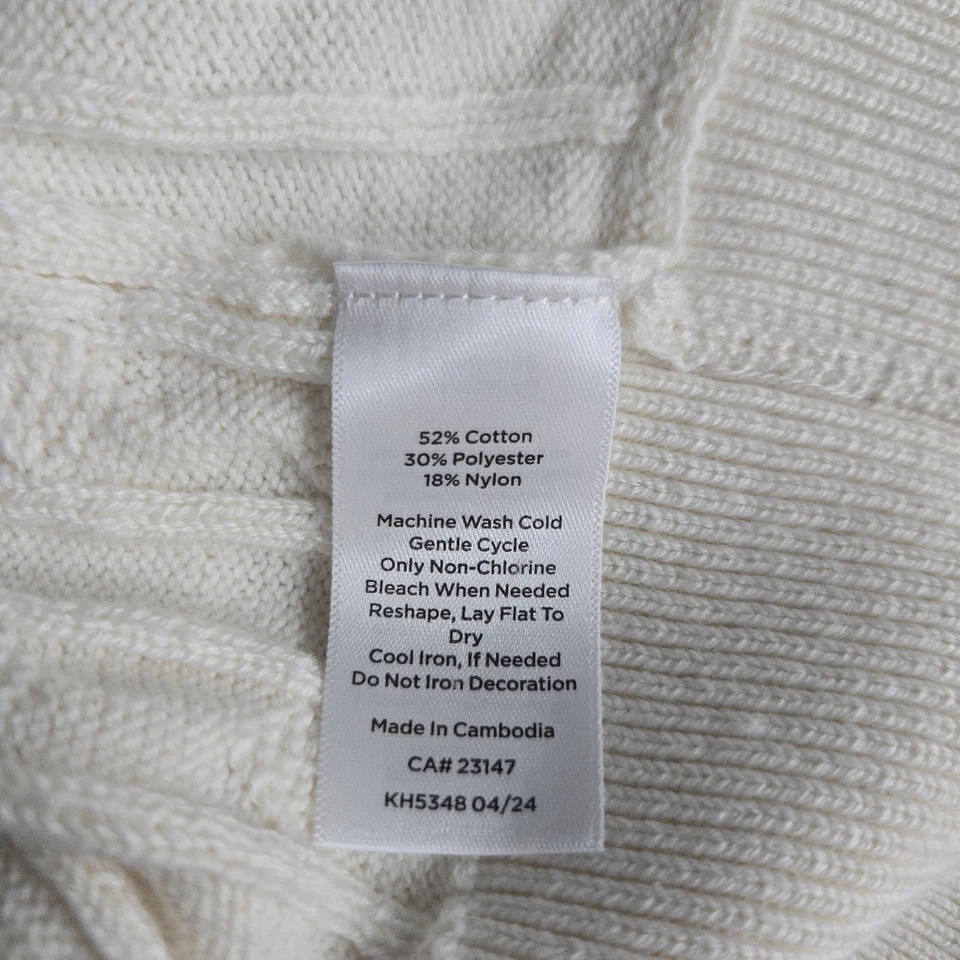 52% Cotton
30% Polyester
18% Nylon
Machine Wash Cold
Gentle Cycle
Only Non-Chlorine
Bleach When Needed
Reshape, Lay Flat To
Dry
Cool Iron, If Needed
Do Not Iron Decoration
Made In Cambodia
CA# 23147
KH5348 04/24